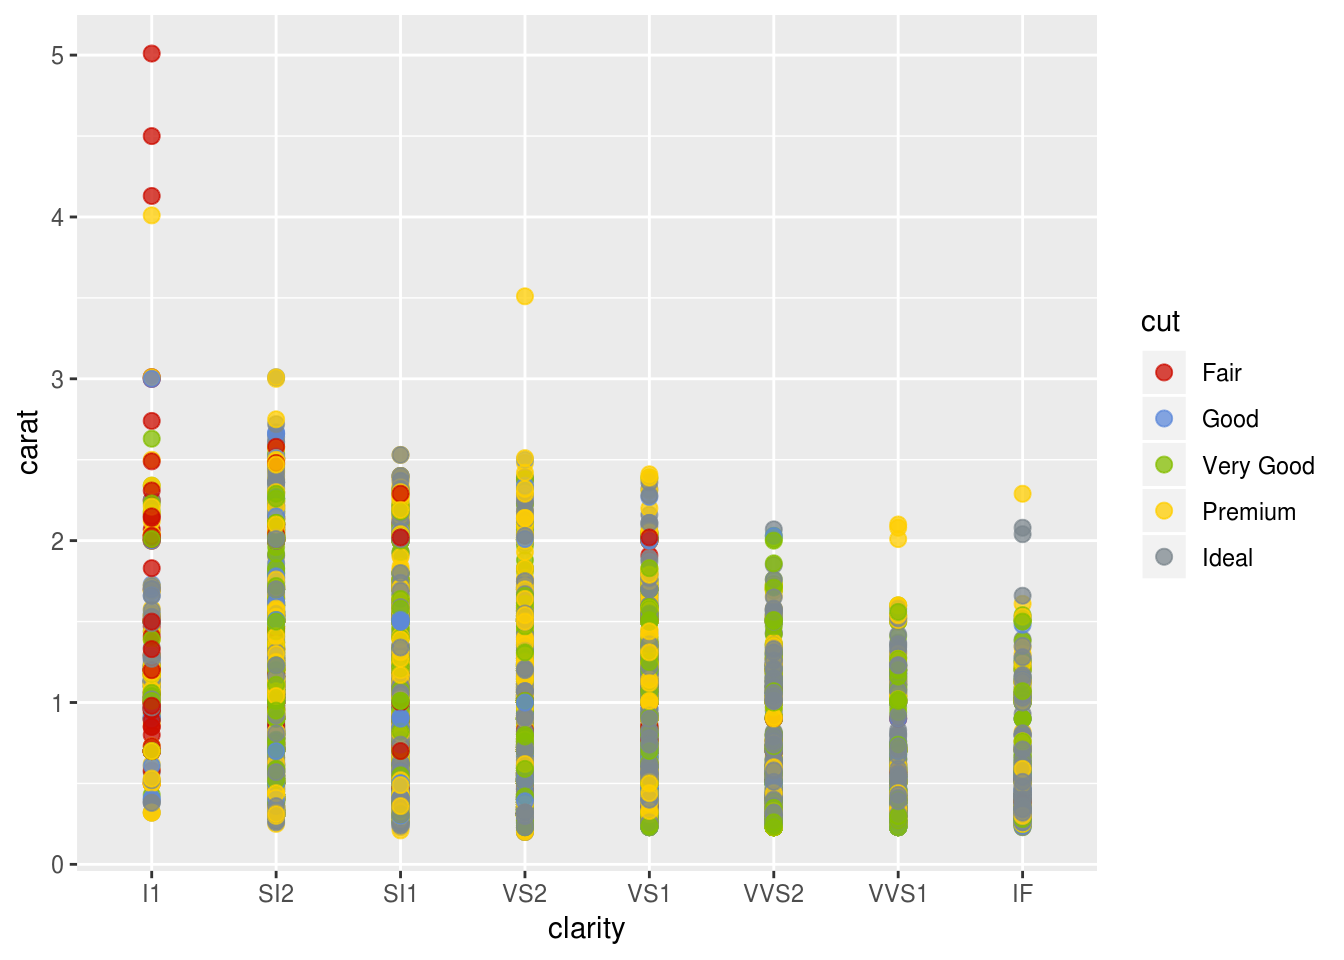 5
4
3
2
1
0
carat
I1 SI2 SI1 VS2 VS1 VVS2 VVS1 IF
clarity
cut
Fair
Good
Very Good
Premium
Ideal